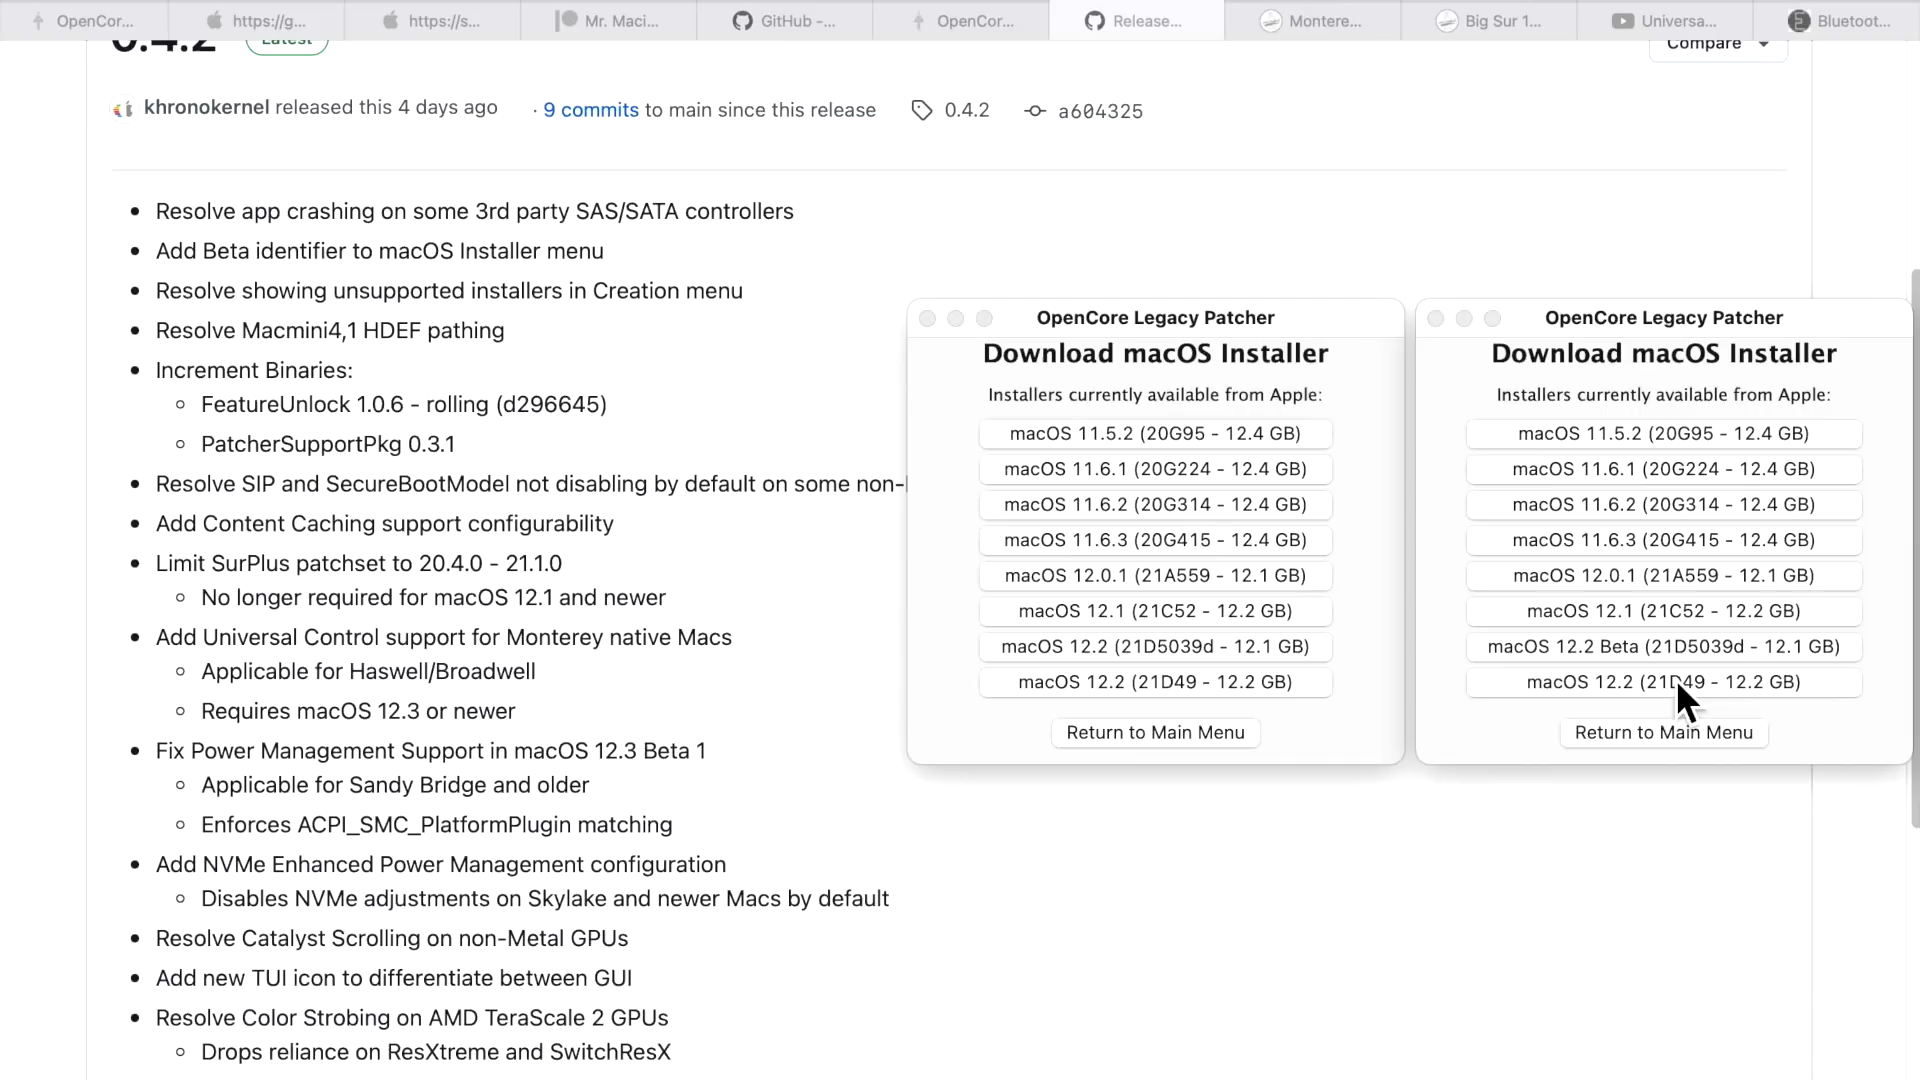 OpenCor...
https://g...
https://s...
Mr. Maci...
GitHub -...
OpenCor...
Release...
Montere...
Big Sur 1...
Universa...
Bluetoot...
0.4.2
Latest
Compare
khronokernel released this 4 days ago
· 9 commits to main since this release
0.4.2
a604325
Resolve app crashing on some 3rd party SAS/SATA controllers
Add Beta identifier to macOS Installer menu
Resolve showing unsupported installers in Creation menu
Resolve Macmini4,1 HDEF pathing
Increment Binaries:
FeatureUnlock 1.0.6 - rolling (d296645)
PatcherSupportPkg 0.3.1
Resolve SIP and SecureBootModel not disabling by default on some non-
Add Content Caching support configurability
Limit SurPlus patchset to 20.4.0 - 21.1.0
No longer required for macOS 12.1 and newer
Add Universal Control support for Monterey native Macs
Applicable for Haswell/Broadwell
Requires macOS 12.3 or newer
Fix Power Management Support in macOS 12.3 Beta 1
Applicable for Sandy Bridge and older
Enforces ACPI_SMC_PlatformPlugin matching
Add NVMe Enhanced Power Management configuration
Disables NVMe adjustments on Skylake and newer Macs by default
Resolve Catalyst Scrolling on non-Metal GPUs
Add new TUI icon to differentiate between GUI
Resolve Color Strobing on AMD TeraScale 2 GPUs
Drops reliance on ResXtreme and SwitchResX
OpenCore Legacy Patcher
Download macOS Installer
Installers currently available from Apple:
macOS 11.5.2 (20G95 - 12.4 GB)
macOS 11.6.1 (20G224 - 12.4 GB)
macOS 11.6.2 (20G314 - 12.4 GB)
macOS 11.6.3 (20G415 - 12.4 GB)
macOS 12.0.1 (21A559 - 12.1 GB)
macOS 12.1 (21C52 - 12.2 GB)
macOS 12.2 (21D5039d - 12.1 GB)
macOS 12.2 (21D49 - 12.2 GB)
Return to Main Menu
OpenCore Legacy Patcher
Download macOS Installer
Installers currently available from Apple:
macOS 11.5.2 (20G95 - 12.4 GB)
macOS 11.6.1 (20G224 - 12.4 GB)
macOS 11.6.2 (20G314 - 12.4 GB)
macOS 11.6.3 (20G415 - 12.4 GB)
macOS 12.0.1 (21A559 - 12.1 GB)
macOS 12.1 (21C52 - 12.2 GB)
macOS 12.2 Beta (21D5039d - 12.1 GB)
macOS 12.2 (21D49 - 12.2 GB)
Return to Main Menu